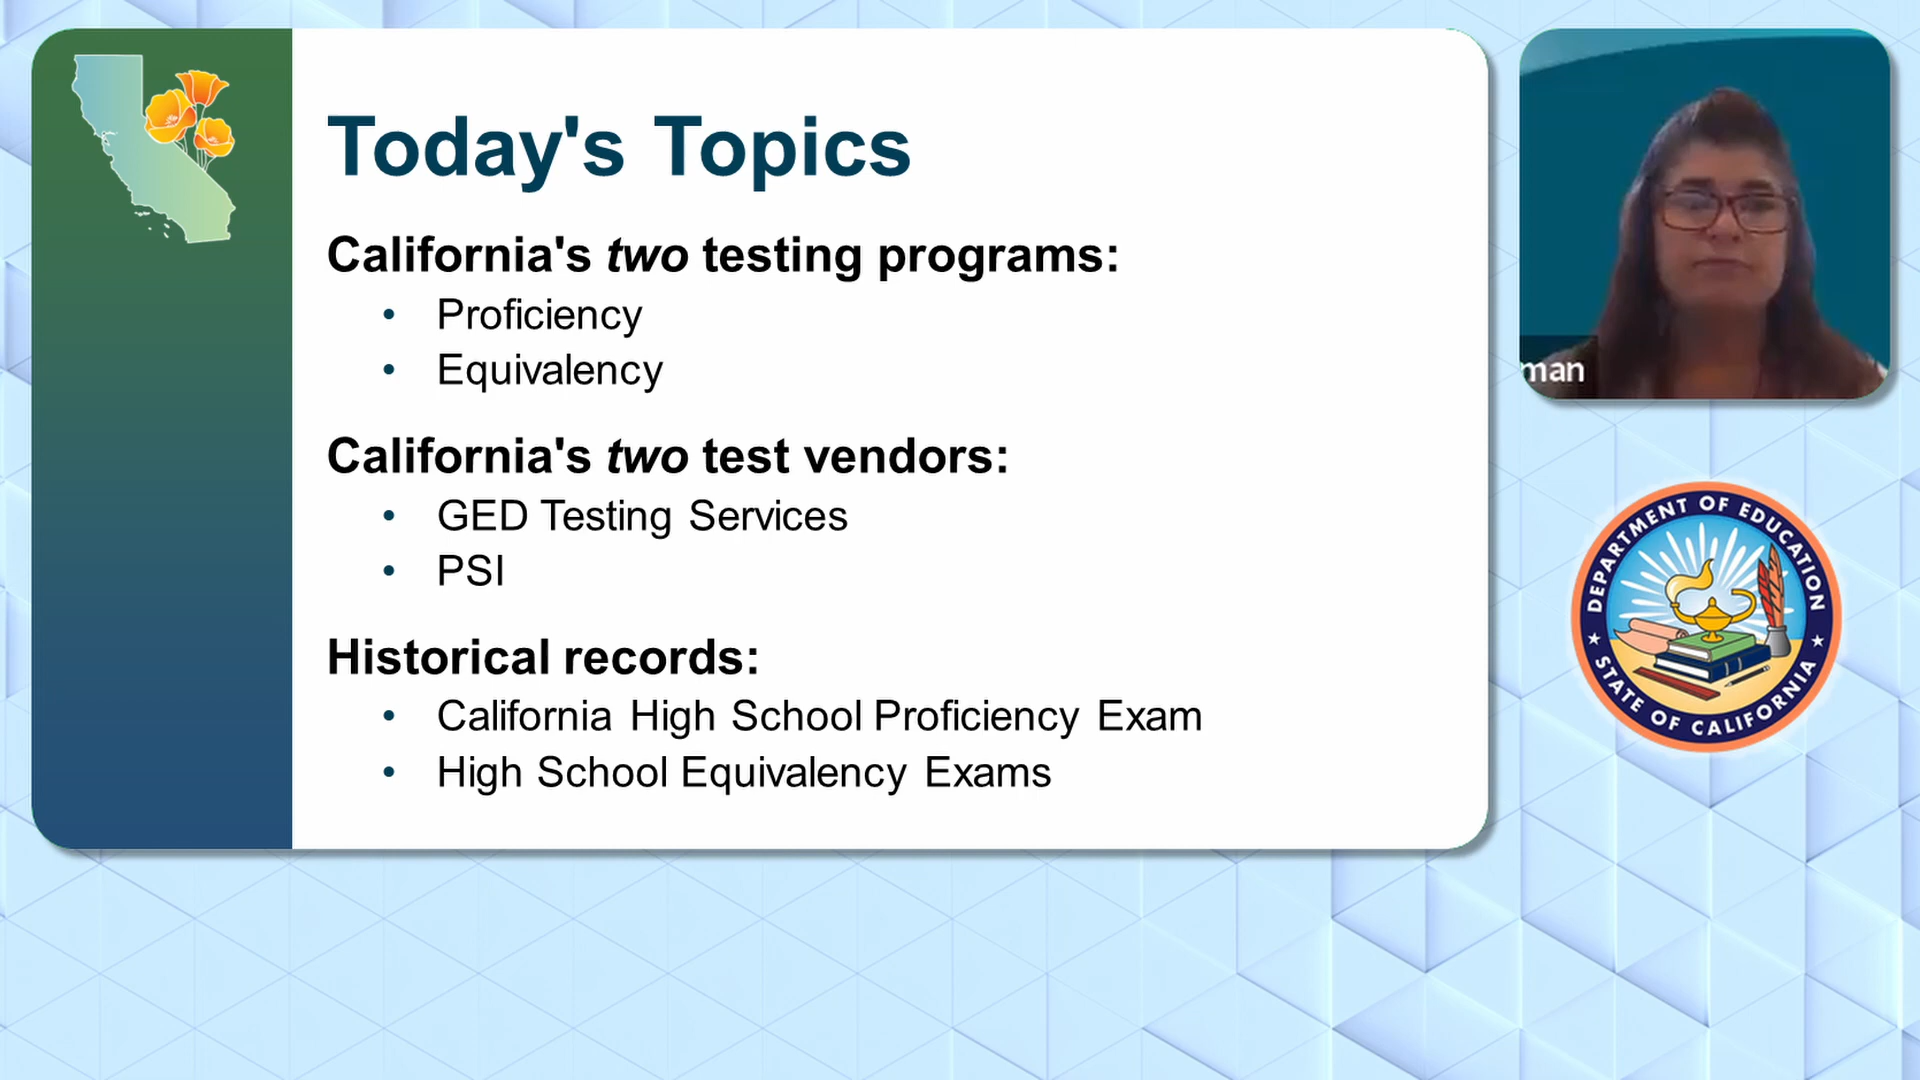 Today's Topics
California's two testing programs:
• Proficiency
• Equivalency
California's two test vendors:
• GED Testing Services
• PSI
Historical records:
• California High School Proficiency Exam
• High School Equivalency Exams
man
DEPARTMENT OF EDUCATION
STATE OF CALIFORNIA